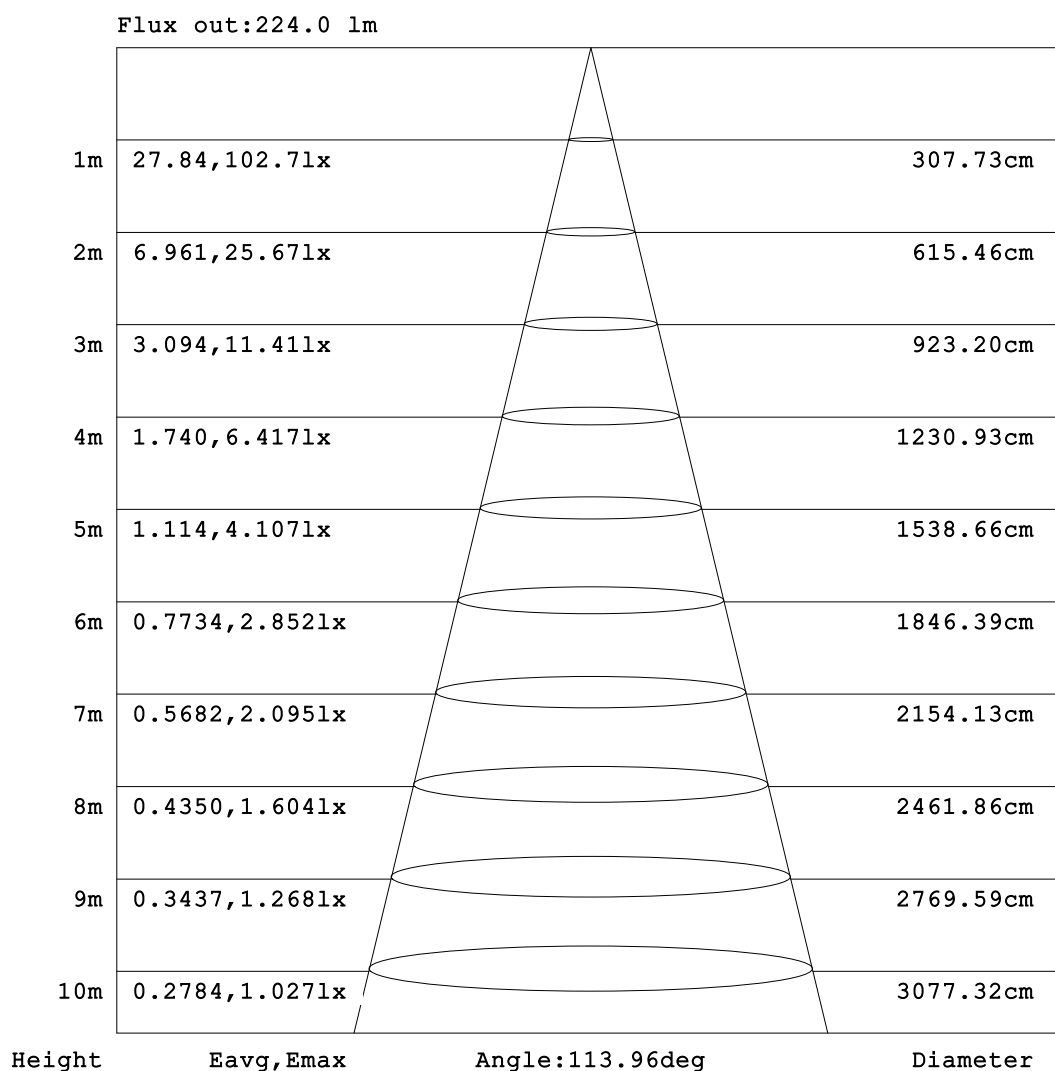 Flux out:224.0 lm
1m 27.84,102.7lx 307.73cm
2m 6.961,25.67lx 615.46cm
3m 3.094,11.41lx 923.20cm
4m 1.740,6.417lx 1230.93cm
5m 1.114,4.107lx 1538.66cm
6m 0.7734,2.852lx 1846.39cm
7m 0.5682,2.095lx 2154.13cm
8m 0.4350,1.604lx 2461.86cm
9m 0.3437,1.268lx 2769.59cm
10m 0.2784,1.027lx 3077.32cm
Height Eavg,Emax Angle:113.96deg Diameter